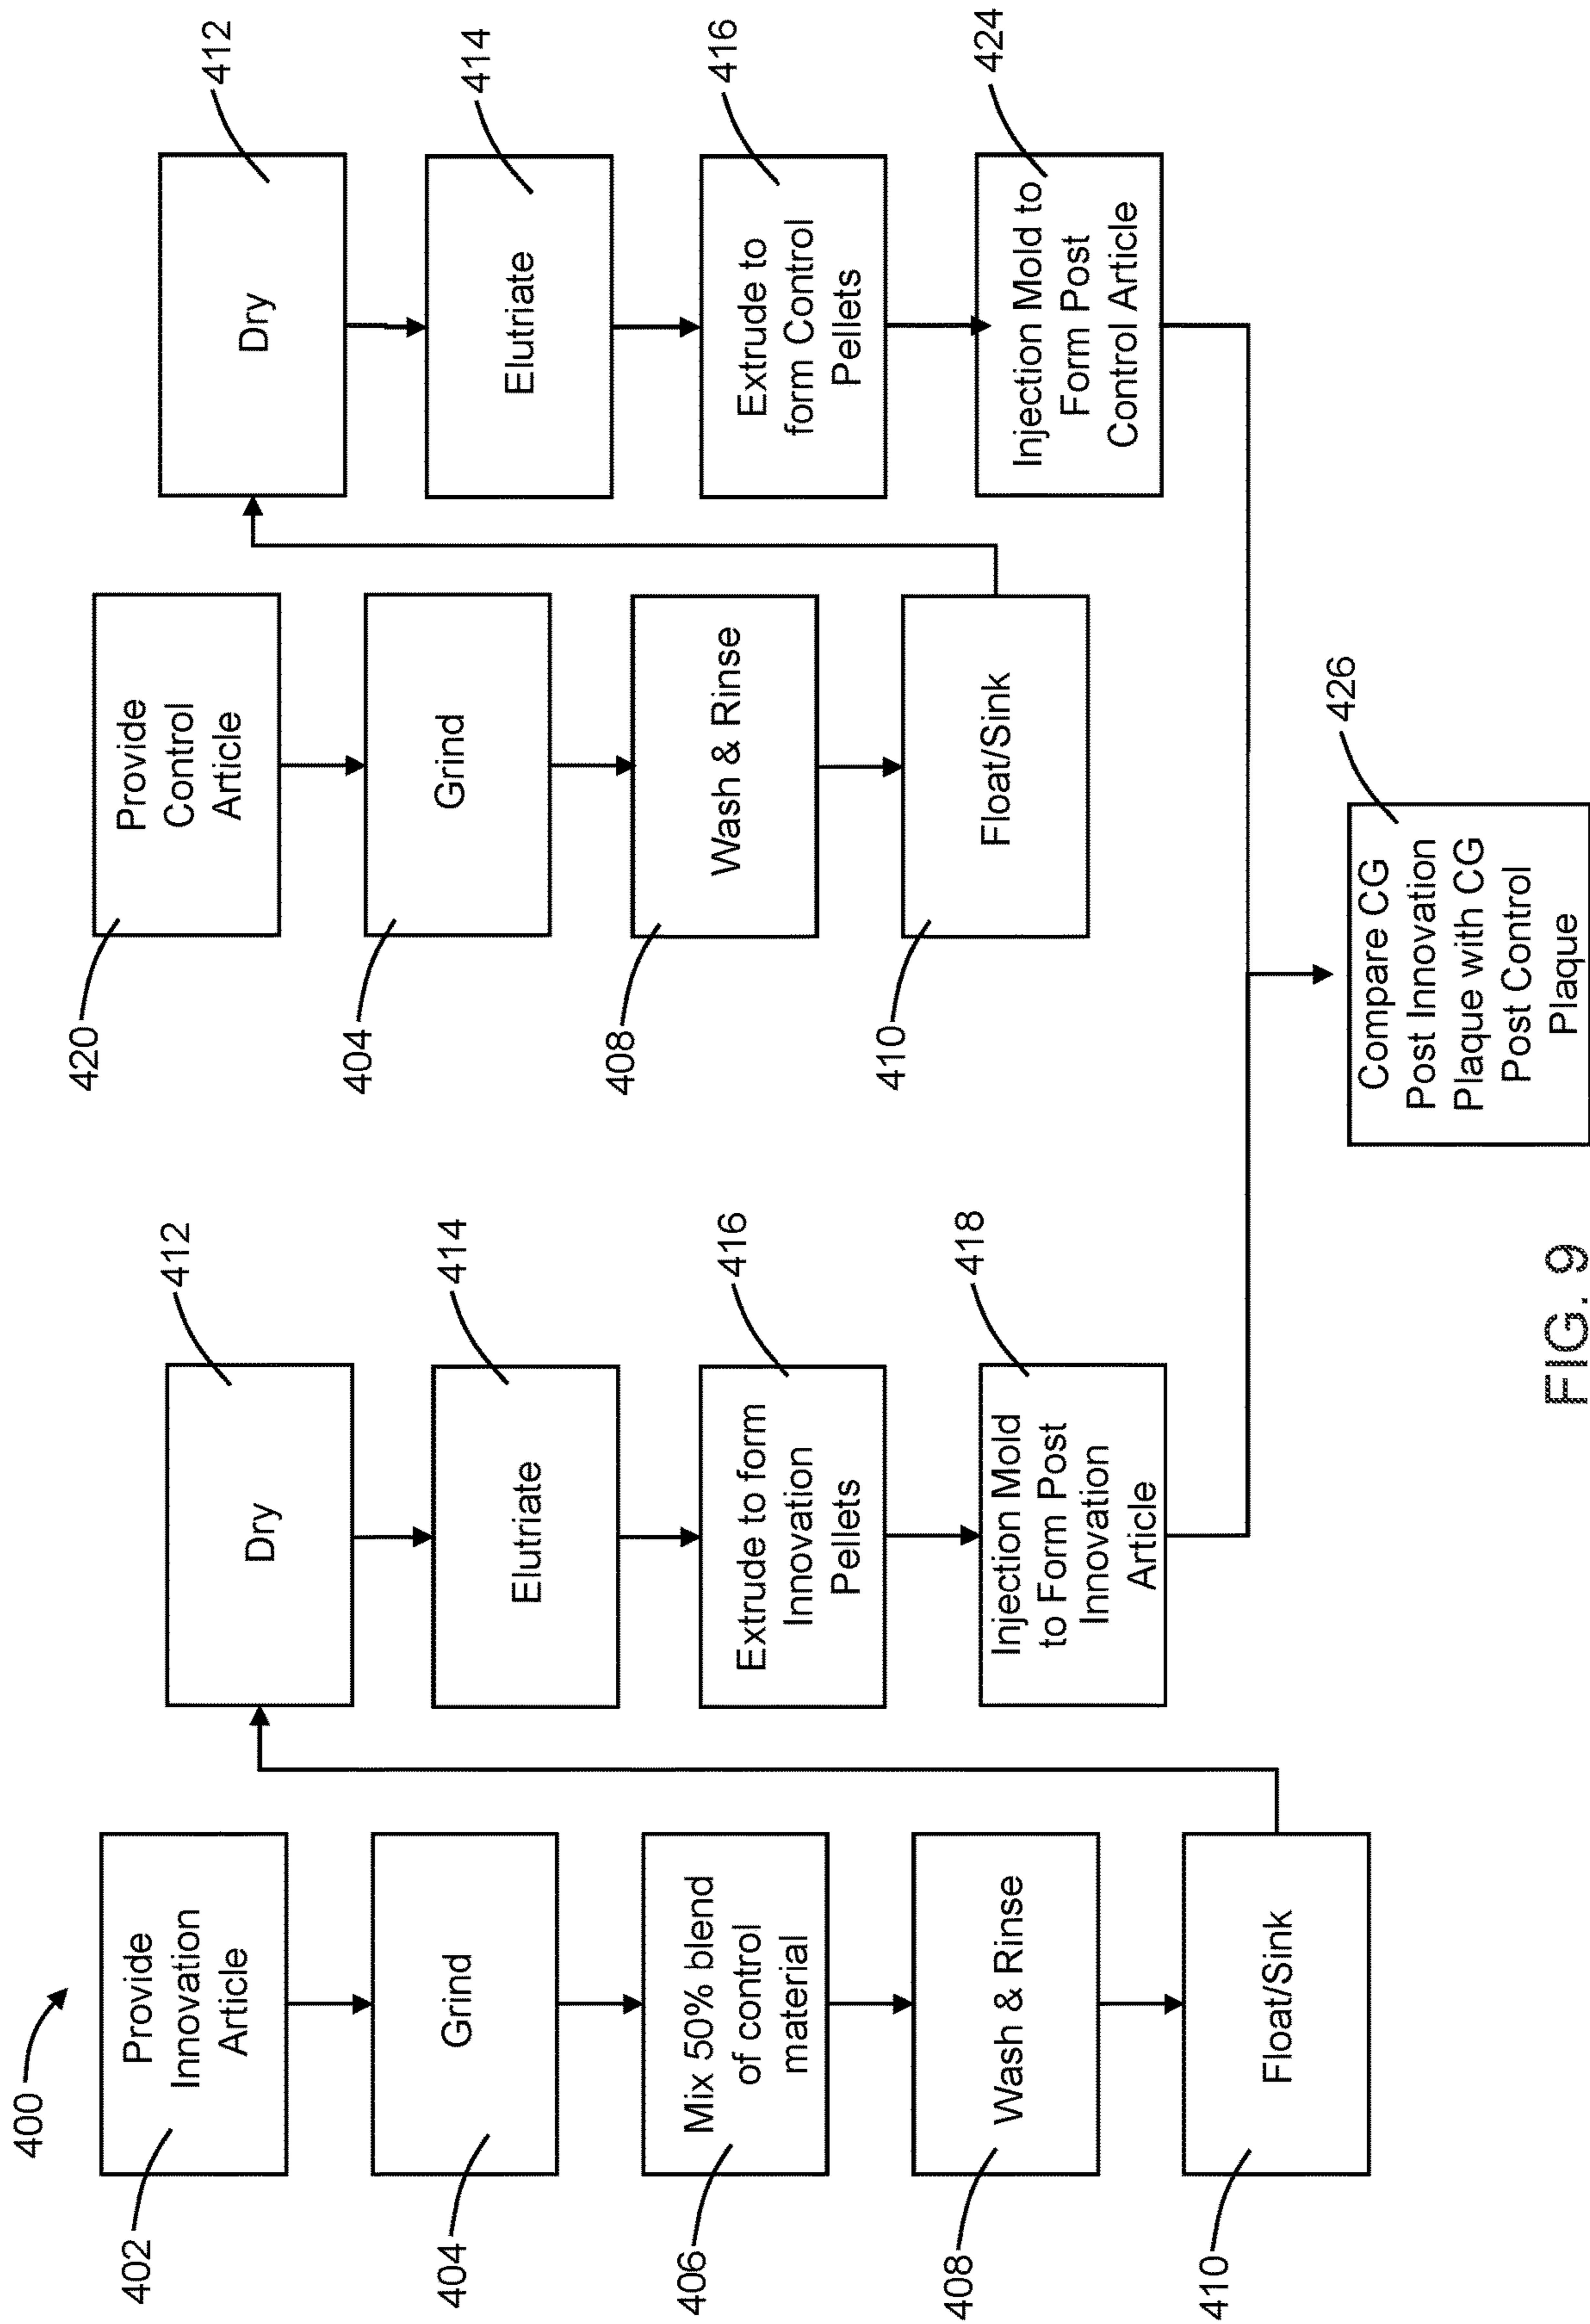 400
402
Provide
Innovation
Article
404
Grind
406
Mix 50% blend
of control
material
408
Wash & Rinse
410
Float/Sink
412
Dry
414
Elutriate
416
Extrude to form
Innovation
Pellets
418
Injection Mold
to Form Post
Innovation
Article
420
Provide
Control
Article
404
Grind
408
Wash & Rinse
410
Float/Sink
412
Dry
414
Elutriate
416
Extrude to
form Control
Pellets
424
Injection Mold to
Form Post
Control Article
426
Compare CG
Post Innovation
Plaque with CG
Post Control
Plaque
FIG. 9